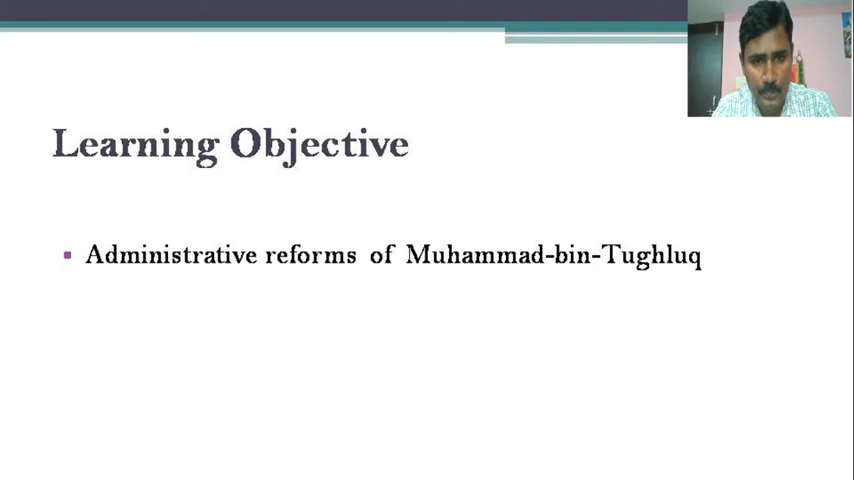 Learning Objective
Administrative reforms of Muhammad-bin-Tughluq